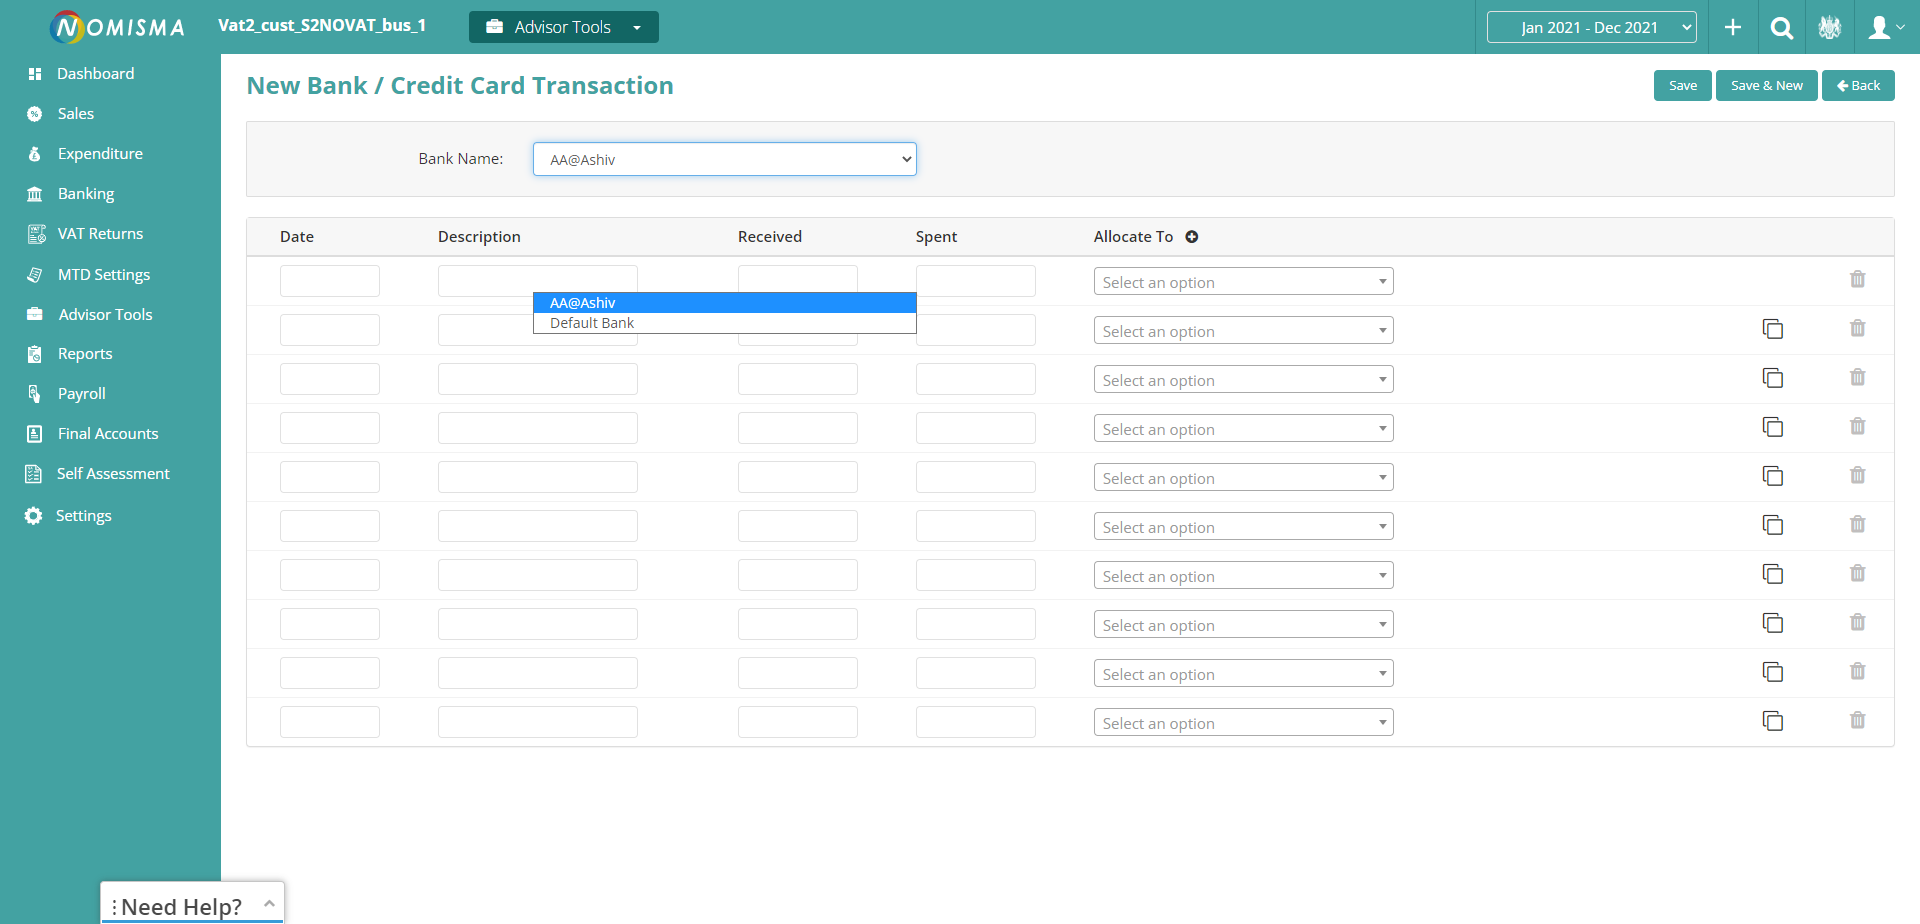 NOMISMA
Vat2_cust_S2NOVAT_bus_1
Advisor Tools
Jan 2021 - Dec 2021
Dashboard
Sales
Expenditure
Banking
VAT Returns
MTD Settings
Advisor Tools
Reports
Payroll
Final Accounts
Self Assessment
Settings
New Bank / Credit Card Transaction
Save
Save & New
Back
Bank Name:
AA@Ashiv
Date
Description
Received
Spent
Allocate To
Select an option
AA@Ashiv
Default Bank
Select an option
Select an option
Select an option
Select an option
Select an option
Select an option
Select an option
Select an option
Select an option
Need Help?